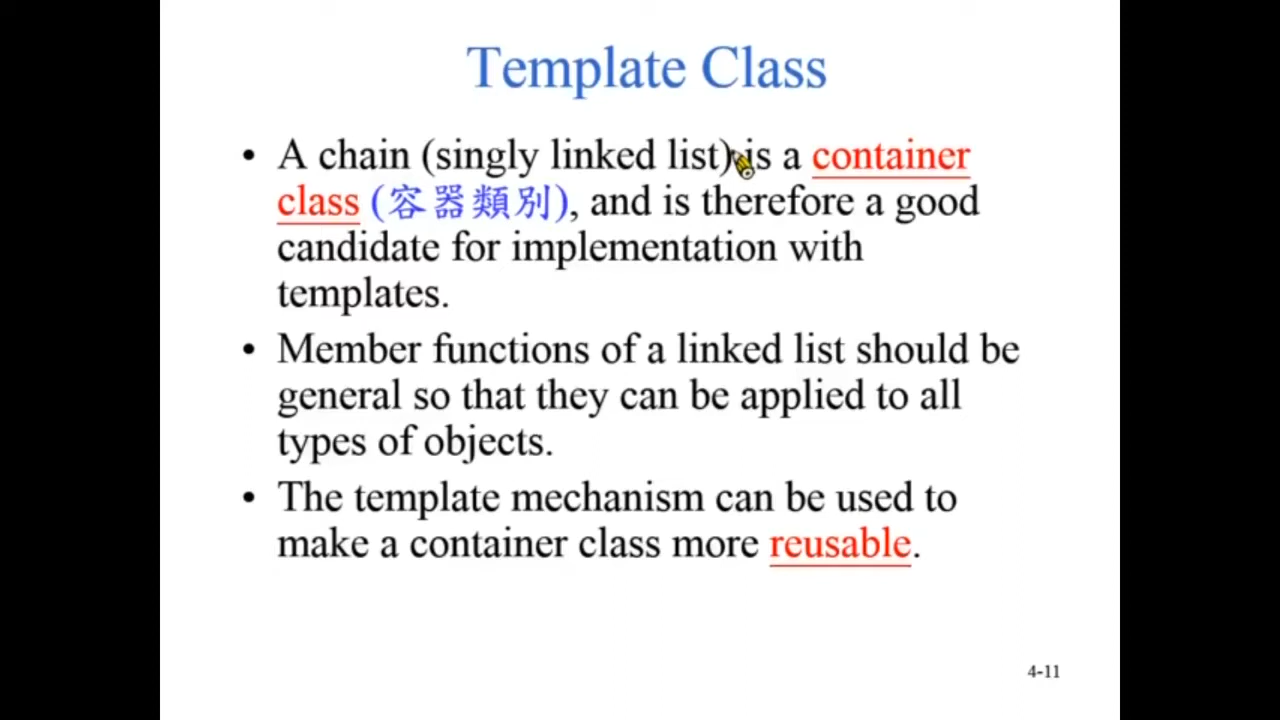 Template Class
• A chain (singly linked list) is a container
class (容器類別), and is therefore a good
candidate for implementation with
templates.
• Member functions of a linked list should be
general so that they can be applied to all
types of objects.
• The template mechanism can be used to
make a container class more reusable.
4-11